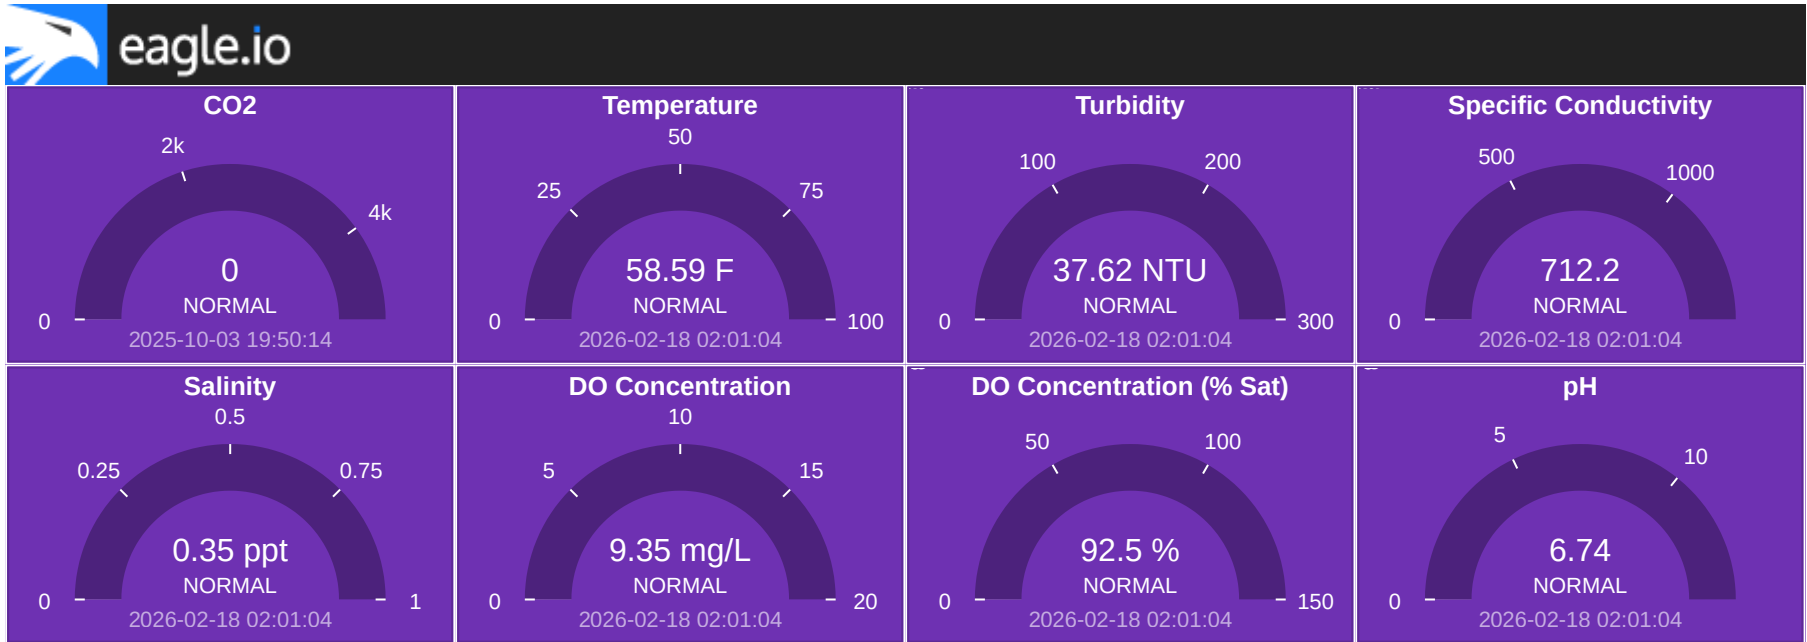 eagle.io
CO2
2k
4k
0
0
NORMAL
2025-10-03 19:50:14
Temperature
50
25
75
58.59 F
NORMAL
0
100
2026-02-18 02:01:04
Turbidity
100
200
37.62 NTU
NORMAL
0
300
2026-02-18 02:01:04
Specific Conductivity
500
1000
712.2
NORMAL
0
2026-02-18 02:01:04
Salinity
0.5
0.25
0.75
0.35 ppt
NORMAL
0
1
2026-02-18 02:01:04
DO Concentration
10
5
15
9.35 mg/L
NORMAL
0
20
2026-02-18 02:01:04
DO Concentration (% Sat)
50
100
92.5 %
NORMAL
0
150
2026-02-18 02:01:04
pH
5
10
6.74
NORMAL
0
2026-02-18 02:01:04